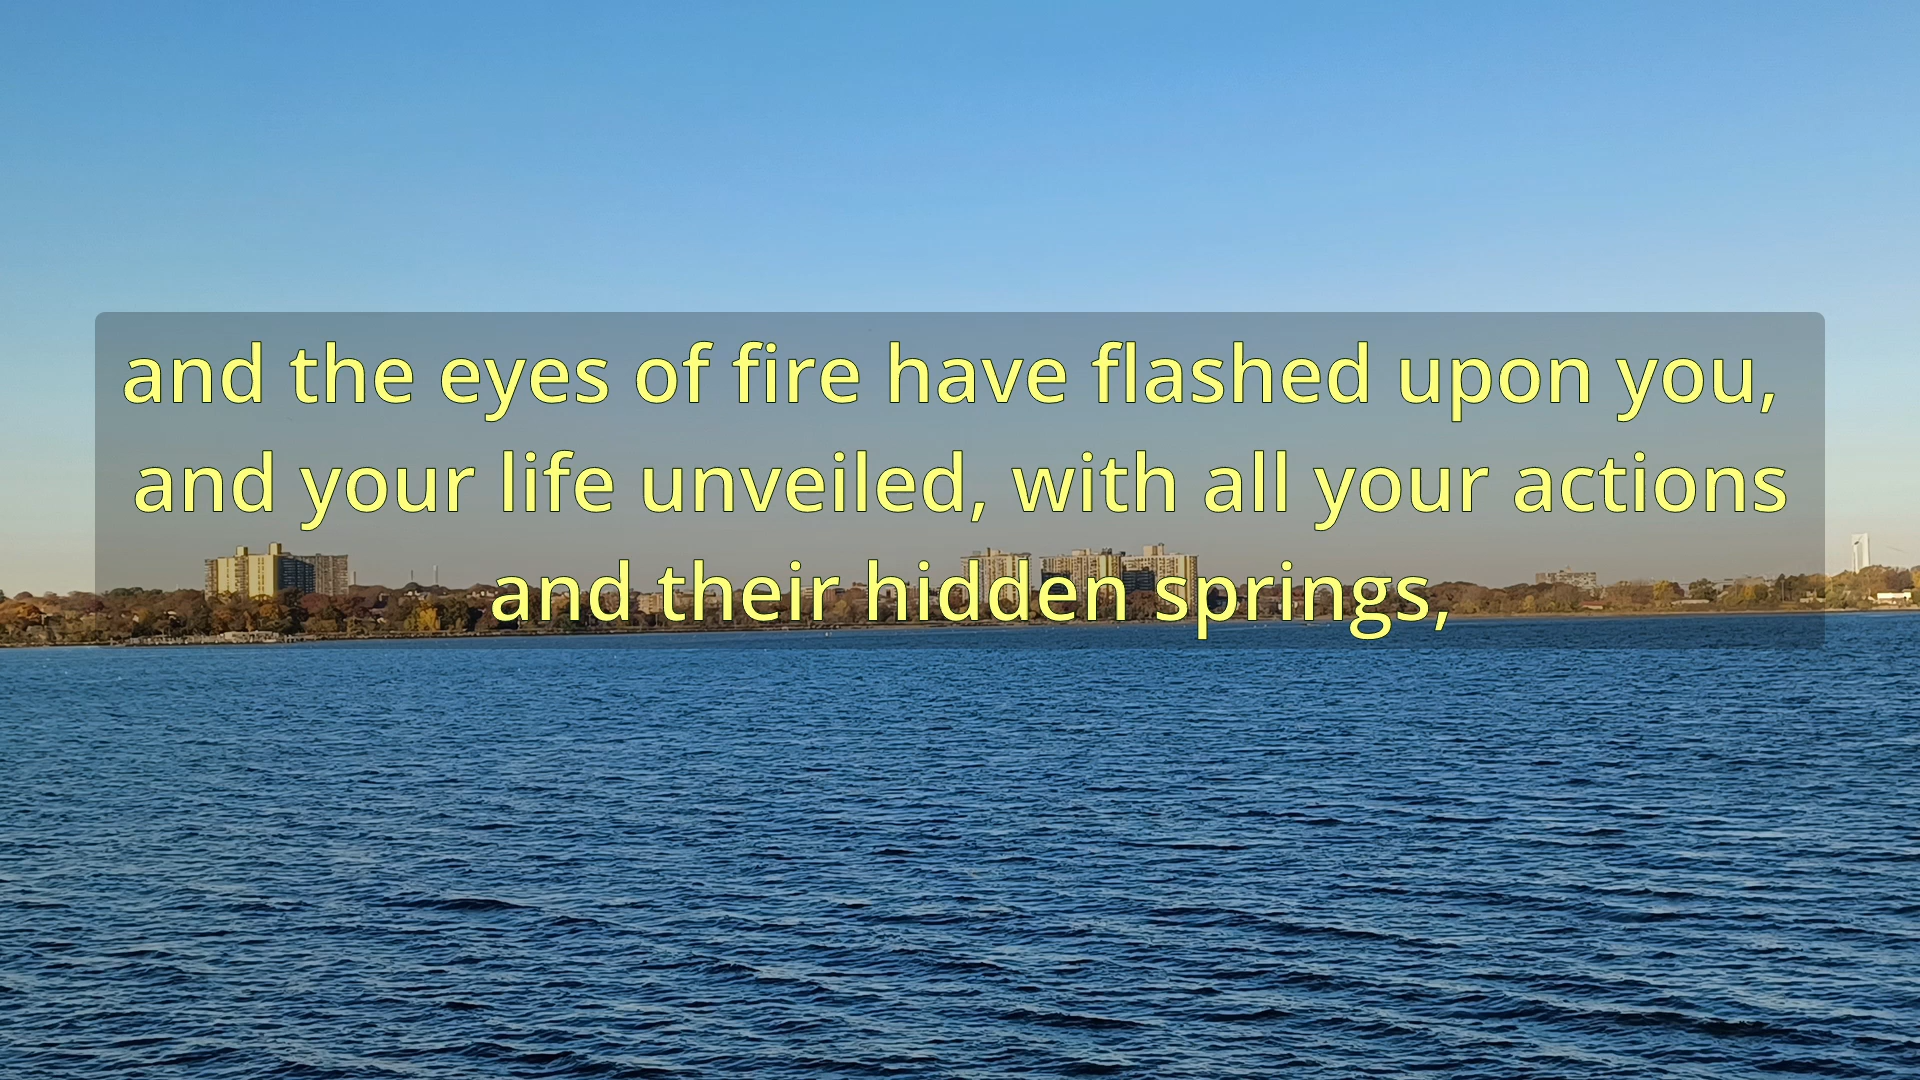 and the eyes of fire have flashed upon you,
and your life unveiled, with all your actions
and their hidden springs,